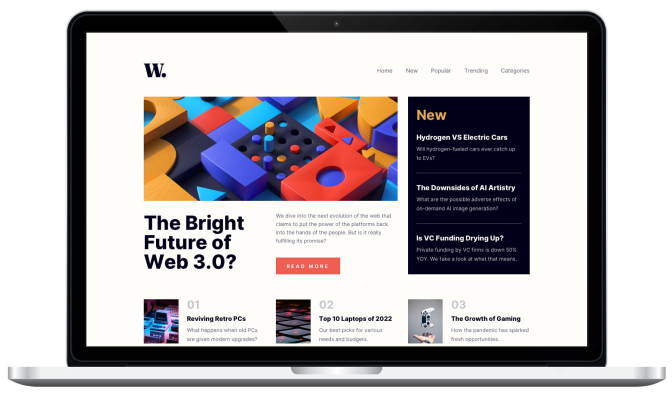 W.
Home New Popular Trending Categories
New
Hydrogen VS Electric Cars
Will hydrogen-fueled cars ever catch up
to EVs?
The Downsides of AI Artistry
What are the possible adverse effects of
on-demand AI image generation?
Is VC Funding Drying Up?
Private funding by VC firms is down 50%
YOY. We take a look at what that means.
The Bright
Future of
Web 3.0?
We dive into the next evolution of the web that
claims to put the power of the platforms back
into the hands of the people. But is it really
fulfilling its promise?
READ MORE
01
Reviving Retro PCs
What happens when old PCs
are given modern upgrades?
02
Top 10 Laptops of 2022
Our best picks for various
needs and budgets.
03
The Growth of Gaming
How the pandemic has sparked
fresh opportunities.